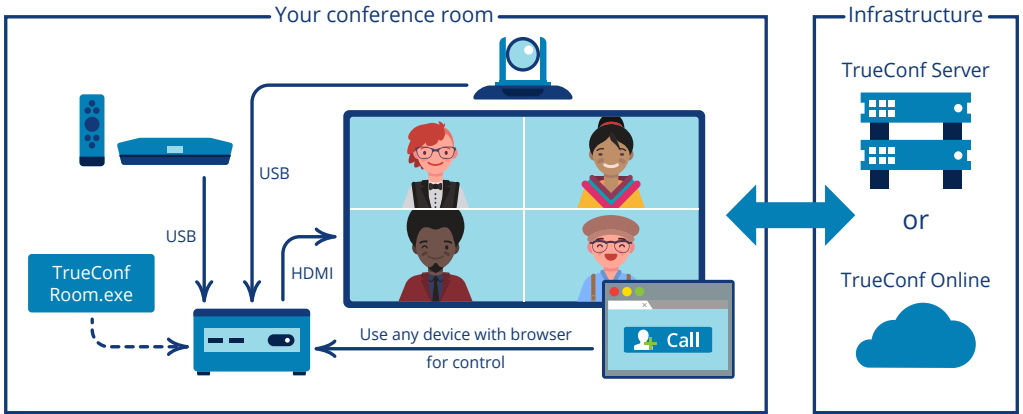 Your conference room
Infrastructure
TrueConf Server
USB
or
USB
HDMI
TrueConf
Room.exe
TrueConf Online
Use any device with browser
for control
Call